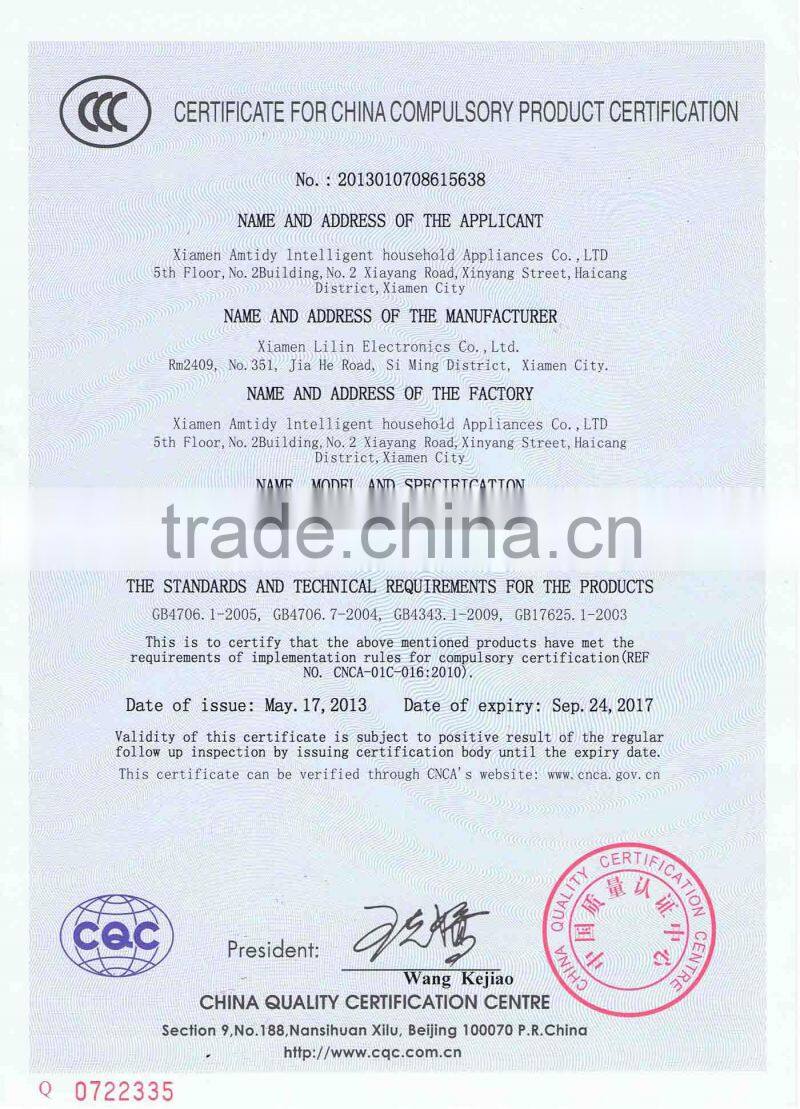 CCC CERTIFICATE FOR CHINA COMPULSORY PRODUCT CERTIFICATION
No. : 2013010708615638
NAME AND ADDRESS OF THE APPLICANT
Xiamen Amtidy lntelligent household Appliances Co.,LTD
5th Floor,No.2Building,No.2 Xiayang Road,Xinyang Street,Haicang
District,Xiamen City
NAME AND ADDRESS OF THE MANUFACTURER
Xiamen Lilin Electronics Co.,Ltd.
Rm2409, No.351, Jia He Road, Si Ming District, Xiamen City.
NAME AND ADDRESS OF THE FACTORY
Xiamen Amtidy lntelligent household Appliances Co.,LTD
5th Floor,No.2Building,No.2 Xiayang Road,Xinyang Street,Haicang
District,Xiamen City
NAME, MODEL AND SPECIFICATION
trade.china.cn
THE STANDARDS AND TECHNICAL REQUIREMENTS FOR THE PRODUCTS
GB4706.1-2005, GB4706.7-2004, GB4343.1-2009, GB17625.1-2003
This is to certify that the above mentioned products have met the
requirements of implementation rules for compulsory certification(REF
NO. CNCA-01C-016:2010).
Date of issue: May.17,2013 Date of expiry: Sep.24,2017
Validity of this certificate is subject to positive result of the regular
follow up inspection by issuing certification body until the expiry date.
This certificate can be verified through CNCA's website: www.cnca.gov.cn
CQC
President:
Wang Kejiao
CHINA QUALITY CERTIFICATION CENTRE
中国质量认证中心
CHINA QUALITY CERTIFICATION CENTRE
Section 9,No.188,Nansihuan Xilu, Beijing 100070 P.R.China
http://www.cqc.com.cn
Q 0722335